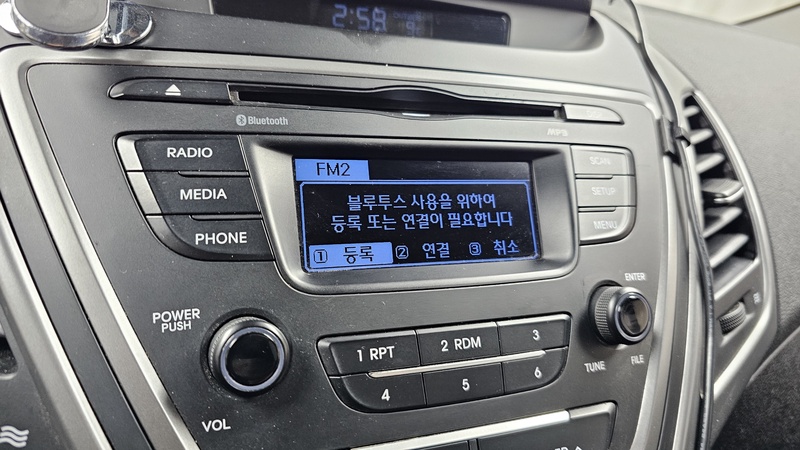 2:58
Bluetooth
MP3
RADIO
MEDIA
PHONE
FM2
블루투스 사용을 위하여
등록 또는 연결이 필요합니다
① 등록 ② 연결 ③ 취소
SCAN
SETUP
MENU
POWER
PUSH
VOL
1 RPT
2 RDM
3
4
5
6
ENTER
TUNE
FILE